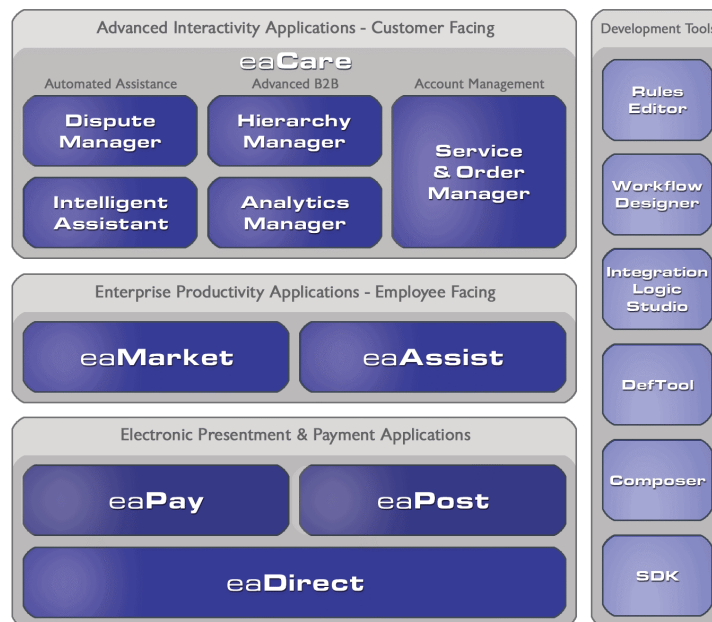 Advanced Interactivity Applications - Customer Facing
eaCare
Automated Assistance
Advanced B2B
Account Management
Dispute
Manager
Hierarchy
Manager
Service
& Order
Manager
Intelligent
Assistant
Analytics
Manager
Enterprise Productivity Applications - Employee Facing
eaMarket
eaAssist
Electronic Presentment & Payment Applications
eaPay
eaPost
eaDirect
Development Tools
Rules
Editor
Workflow
Designer
Integration
Logic
Studio
DefTool
Composer
SDK